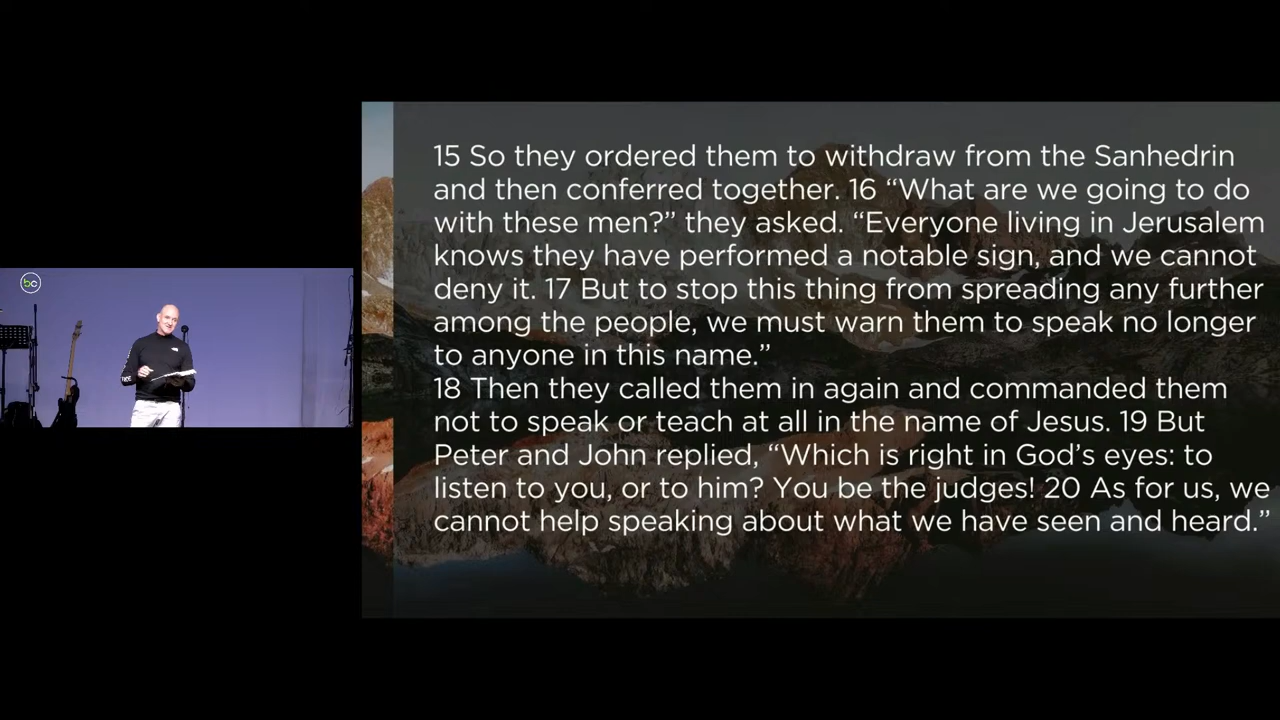 bc
15 So they ordered them to withdraw from the Sanhedrin
and then conferred together. 16 “What are we going to do
with these men?” they asked. “Everyone living in Jerusalem
knows they have performed a notable sign, and we cannot
deny it. 17 But to stop this thing from spreading any further
among the people, we must warn them to speak no longer
to anyone in this name.”
18 Then they called them in again and commanded them
not to speak or teach at all in the name of Jesus. 19 But
Peter and John replied, “Which is right in God’s eyes: to
listen to you, or to him? You be the judges! 20 As for us, we
cannot help speaking about what we have seen and heard.”